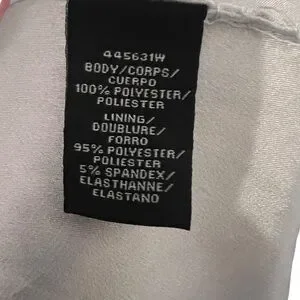 445631W
BODY/CORPS/
CUERPO
100% POLYESTER/
POLIESTER
LINING/
DOUBLURE/
FORRO
95% POLYESTER/
POLIESTER
5% SPANDEX/
ELASTHANNE/
ELASTANO